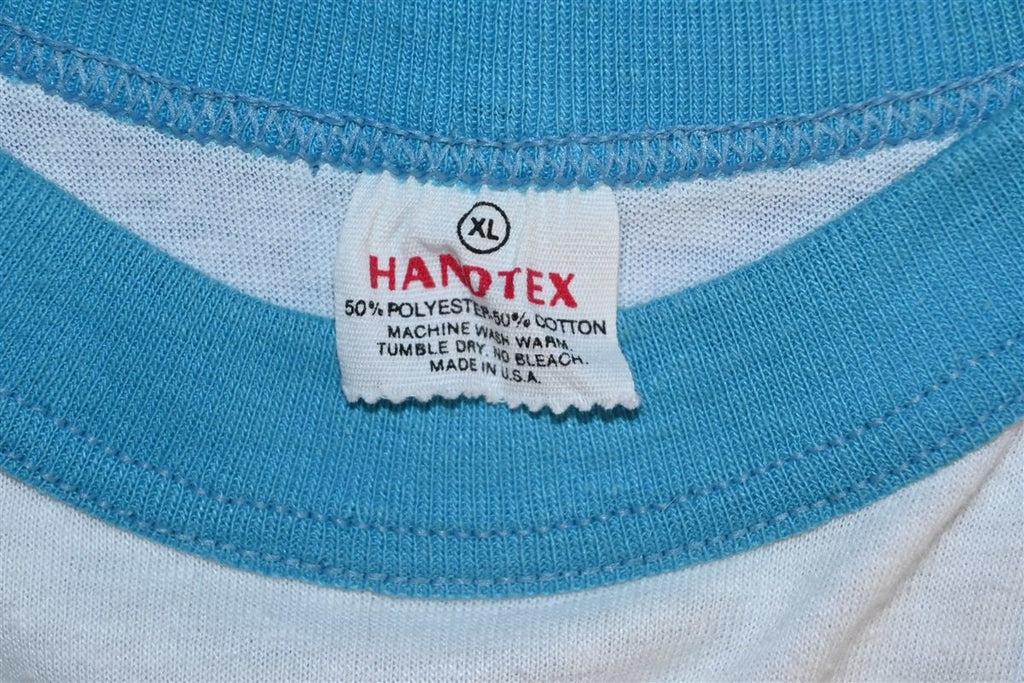 XL
HANDTEX
50% POLYESTER-50% COTTON
MACHINE WASH WARM.
TUMBLE DRY. NO BLEACH.
MADE IN U.S.A.